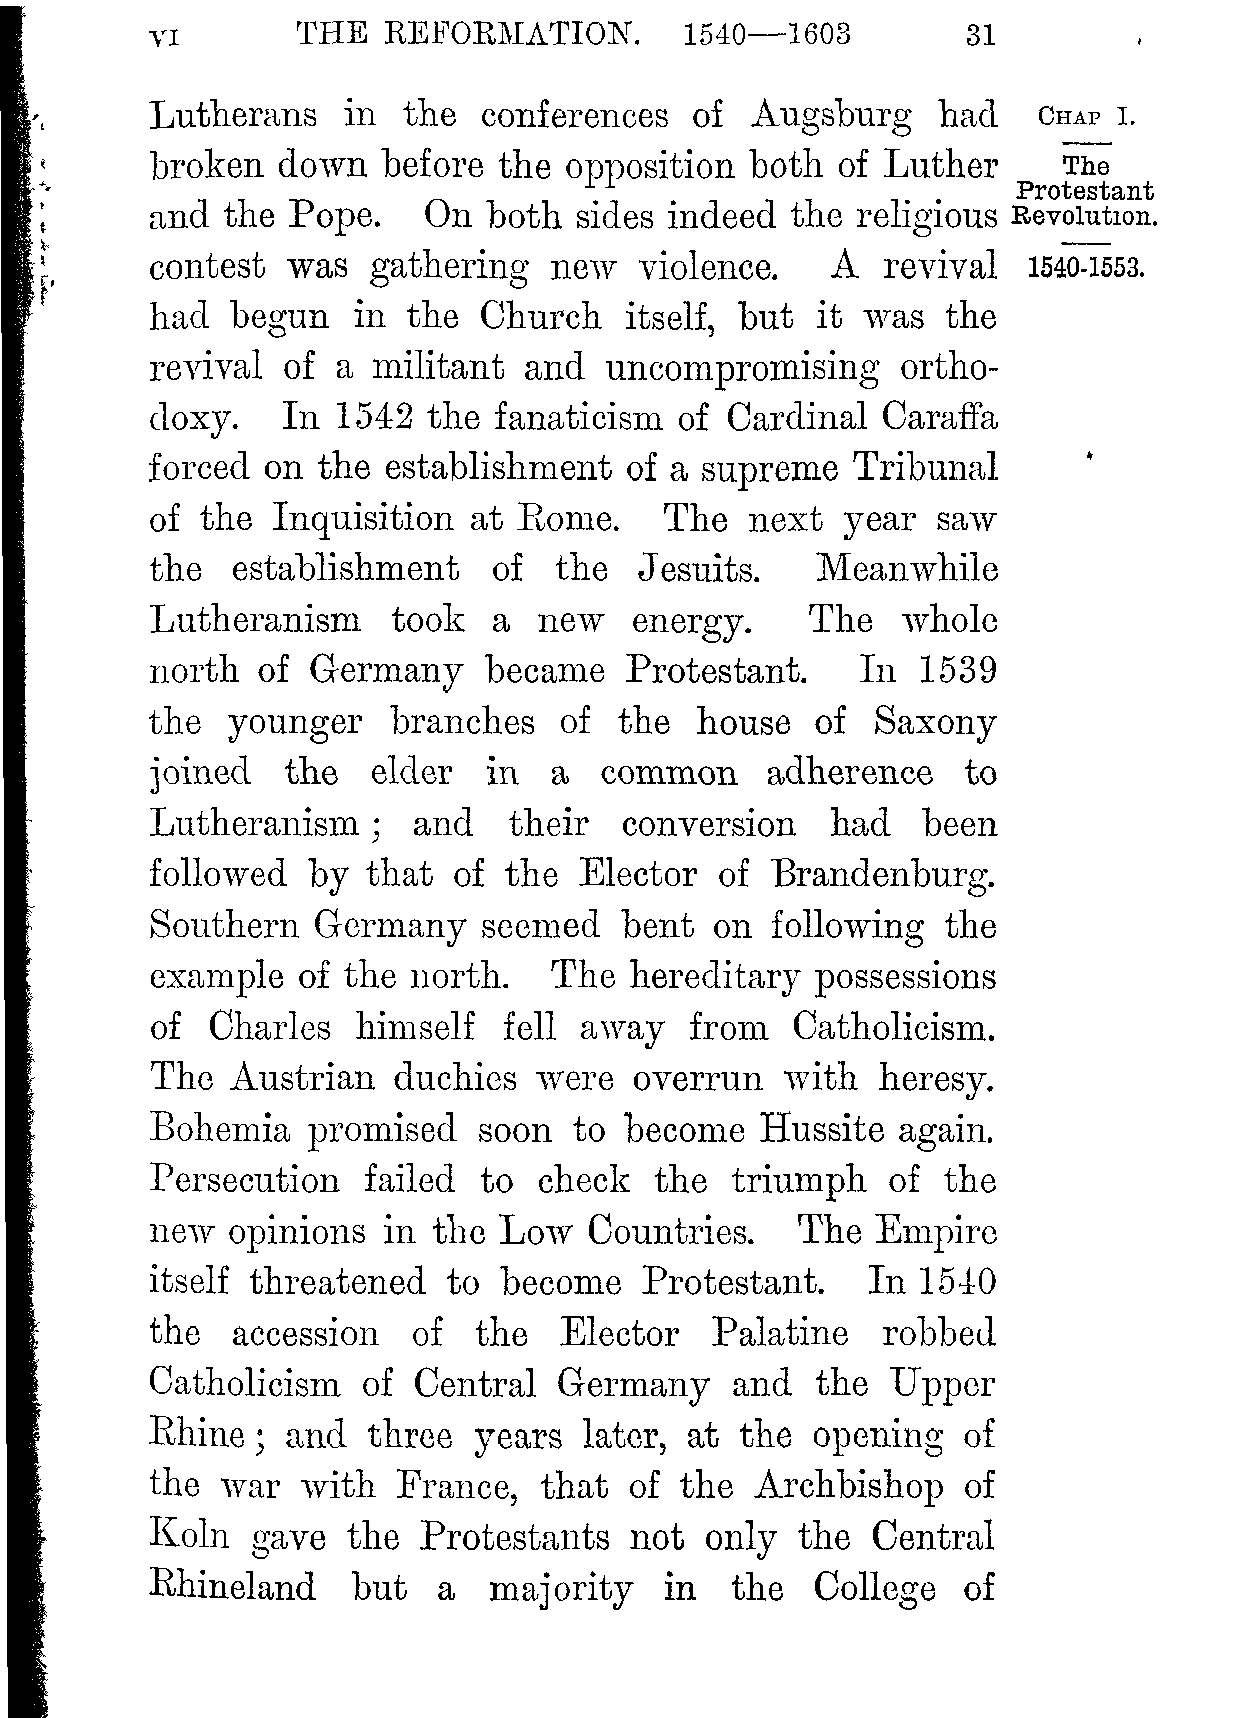 VI THE REFORMATION. 1540—1603 31
Lutherans in the conferences of Augsburg had
broken down before the opposition both of Luther
and the Pope. On both sides indeed the religious
contest was gathering new violence. A revival
had begun in the Church itself, but it was the
revival of a militant and uncompromising ortho-
doxy. In 1542 the fanaticism of Cardinal Caraffa
forced on the establishment of a supreme Tribunal
of the Inquisition at Rome. The next year saw
the establishment of the Jesuits. Meanwhile
Lutheranism took a new energy. The whole
north of Germany became Protestant. In 1539
the younger branches of the house of Saxony
joined the elder in a common adherence to
Lutheranism; and their conversion had been
followed by that of the Elector of Brandenburg.
Southern Germany seemed bent on following the
example of the north. The hereditary possessions
of Charles himself fell away from Catholicism.
The Austrian duchies were overrun with heresy.
Bohemia promised soon to become Hussite again.
Persecution failed to check the triumph of the
new opinions in the Low Countries. The Empire
itself threatened to become Protestant. In 1540
the accession of the Elector Palatine robbed
Catholicism of Central Germany and the Upper
Rhine; and three years later, at the opening of
the war with France, that of the Archbishop of
Koln gave the Protestants not only the Central
Rhineland but a majority in the College of
CHAP I.
The
Protestant
Revolution.
1540-1553.